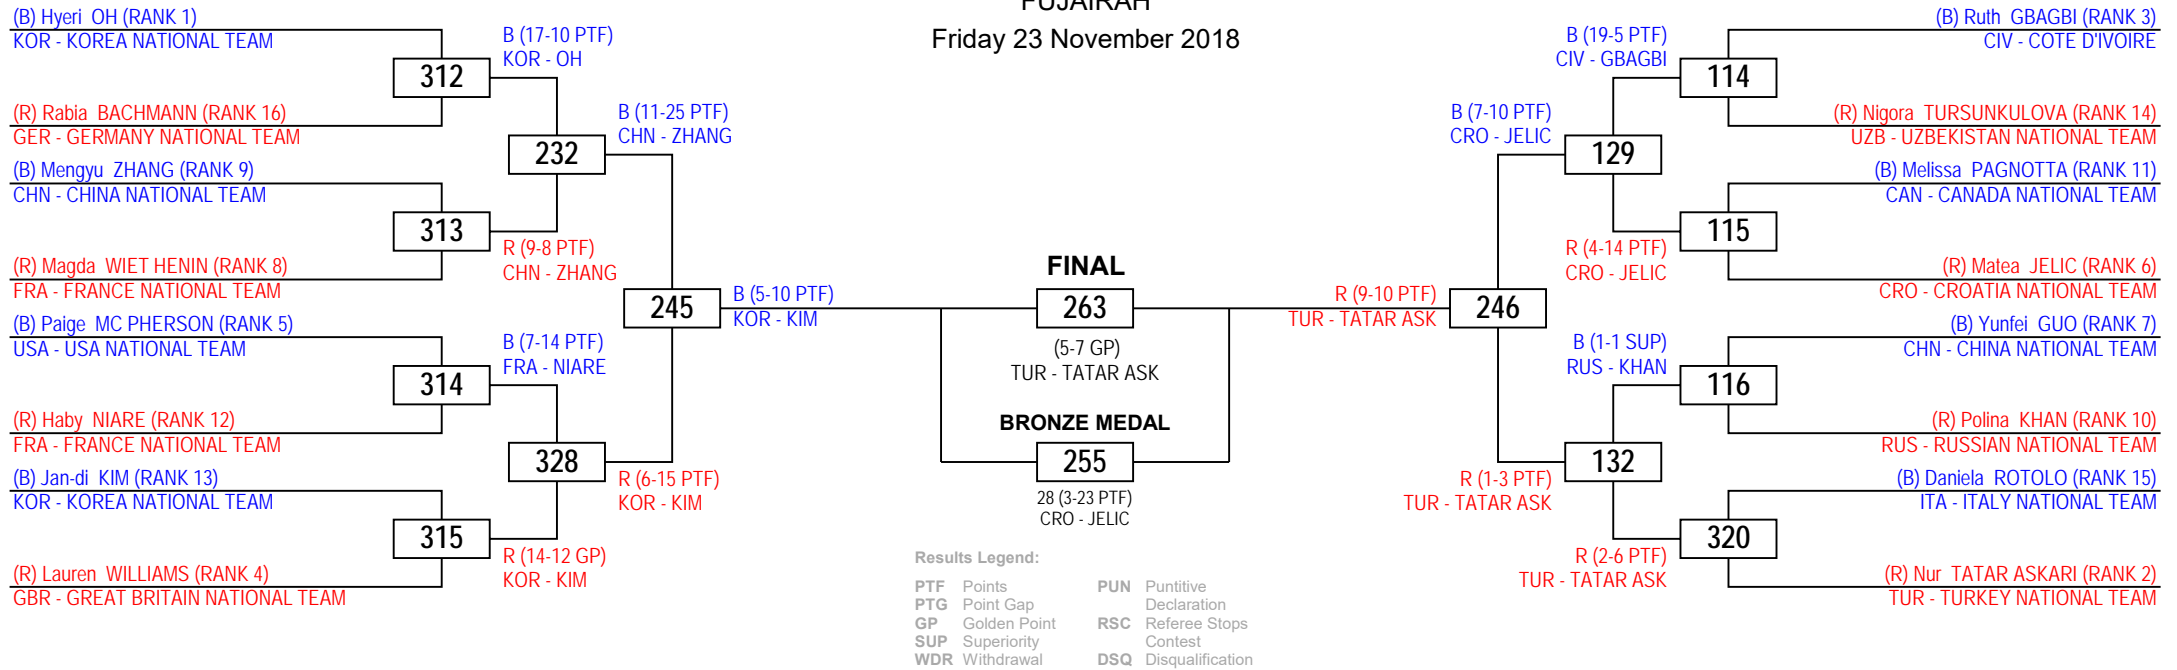 FUJAIRAH
Friday 23 November 2018
(B) Hyeri OH (RANK 1)
KOR - KOREA NATIONAL TEAM
312
(R) Rabia BACHMANN (RANK 16)
GER - GERMANY NATIONAL TEAM
(B) Mengyu ZHANG (RANK 9)
CHN - CHINA NATIONAL TEAM
313
(R) Magda WIET HENIN (RANK 8)
FRA - FRANCE NATIONAL TEAM
(B) Paige MC PHERSON (RANK 5)
USA - USA NATIONAL TEAM
314
(R) Haby NIARE (RANK 12)
FRA - FRANCE NATIONAL TEAM
(B) Jan-di KIM (RANK 13)
KOR - KOREA NATIONAL TEAM
315
(R) Lauren WILLIAMS (RANK 4)
GBR - GREAT BRITAIN NATIONAL TEAM
B (17-10 PTF)
KOR - OH
232
R (9-8 PTF)
CHN - ZHANG
B (7-14 PTF)
FRA - NIARE
328
R (14-12 GP)
KOR - KIM
B (11-25 PTF)
CHN - ZHANG
245
R (6-15 PTF)
KOR - KIM
B (5-10 PTF)
KOR - KIM
FINAL
263
(5-7 GP)
TUR - TATAR ASK
BRONZE MEDAL
255
28 (3-23 PTF)
CRO - JELIC
R (9-10 PTF)
TUR - TATAR ASK
B (7-10 PTF)
CRO - JELIC
246
R (1-3 PTF)
TUR - TATAR ASK
B (19-5 PTF)
CIV - GBAGBI
129
R (4-14 PTF)
CRO - JELIC
B (1-1 SUP)
RUS - KHAN
132
R (2-6 PTF)
TUR - TATAR ASK
(B) Ruth GBAGBI (RANK 3)
CIV - COTE D'IVOIRE
114
(R) Nigora TURSUNKULOVA (RANK 14)
UZB - UZBEKISTAN NATIONAL TEAM
(B) Melissa PAGNOTTA (RANK 11)
CAN - CANADA NATIONAL TEAM
115
(R) Matea JELIC (RANK 6)
CRO - CROATIA NATIONAL TEAM
(B) Yunfei GUO (RANK 7)
CHN - CHINA NATIONAL TEAM
116
(R) Polina KHAN (RANK 10)
RUS - RUSSIAN NATIONAL TEAM
(B) Daniela ROTOLO (RANK 15)
ITA - ITALY NATIONAL TEAM
320
(R) Nur TATAR ASKARI (RANK 2)
TUR - TURKEY NATIONAL TEAM
Results Legend:
PTF Points
PTG Point Gap
GP Golden Point
SUP Superiority
WDR Withdrawal
PUN Puntitive
Declaration
RSC Referee Stops
Contest
DSQ Disqualification